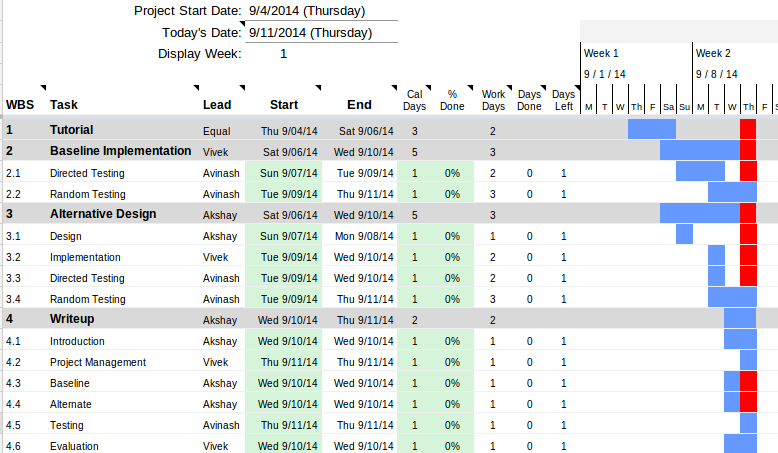 Project Start Date: 9/4/2014 (Thursday)
Today's Date: 9/11/2014 (Thursday)
Display Week: 1
Week 1 Week 2
9 / 1 / 14 9 / 8 / 14
WBS Task Lead Start End Cal Days % Done Work Days Days Done Days Left M T W Th F Sa Su M T W Th F S
1 Tutorial Equal Thu 9/04/14 Sat 9/06/14 3 2
2 Baseline Implementation Vivek Sat 9/06/14 Wed 9/10/14 5 3
2.1 Directed Testing Avinash Sun 9/07/14 Tue 9/09/14 1 0% 2 0 1
2.2 Random Testing Avinash Tue 9/09/14 Thu 9/11/14 1 0% 3 0 1
3 Alternative Design Akshay Sat 9/06/14 Wed 9/10/14 5 3
3.1 Design Akshay Sun 9/07/14 Mon 9/08/14 1 0% 1 0 1
3.2 Implementation Vivek Tue 9/09/14 Wed 9/10/14 1 0% 2 0 1
3.3 Directed Testing Avinash Tue 9/09/14 Wed 9/10/14 1 0% 2 0 1
3.4 Random Testing Avinash Tue 9/09/14 Thu 9/11/14 1 0% 3 0 1
4 Writeup Akshay Wed 9/10/14 Thu 9/11/14 2 2
4.1 Introduction Akshay Wed 9/10/14 Wed 9/10/14 1 0% 1 0 1
4.2 Project Management Vivek Thu 9/11/14 Thu 9/11/14 1 0% 1 0 1
4.3 Baseline Akshay Wed 9/10/14 Wed 9/10/14 1 0% 1 0 1
4.4 Alternate Akshay Wed 9/10/14 Wed 9/10/14 1 0% 1 0 1
4.5 Testing Avinash Thu 9/11/14 Thu 9/11/14 1 0% 1 0 1
4.6 Evaluation Vivek Wed 9/10/14 Wed 9/10/14 1 0% 1 0 1